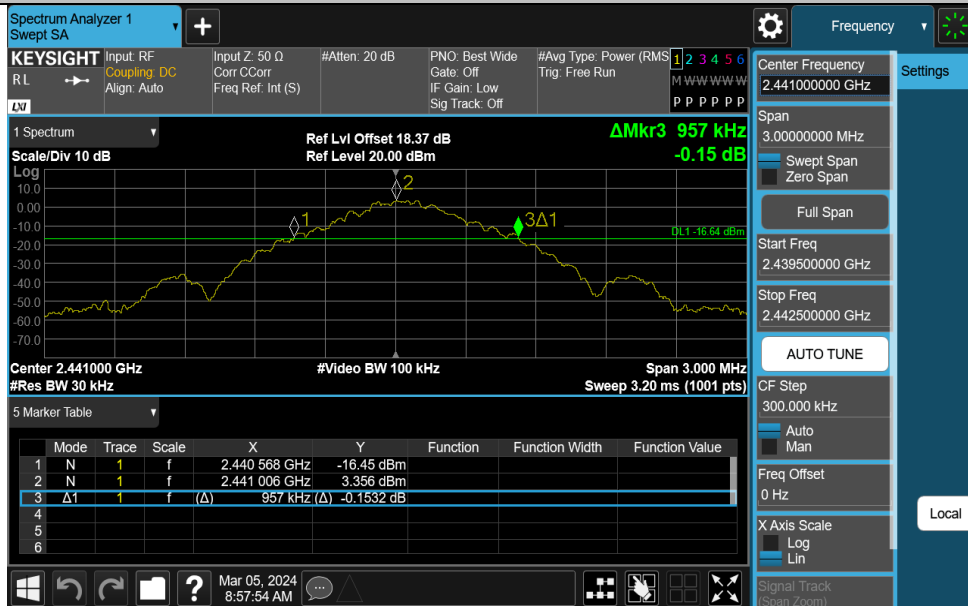 Spectrum Analyzer 1
Swept SA
+
Frequency
KEYSIGHT
RL
LXI
Input: RF
Coupling: DC
Align: Auto
Input Z: 50 Ω
Corr CCorr
Freq Ref: Int (S)
#Atten: 20 dB
PNO: Best Wide
Gate: Off
IF Gain: Low
Sig Track: Off
#Avg Type: Power (RMS
Trig: Free Run
1 2 3 4 5 6
M W W W W W
P P P P P P
1 Spectrum
Scale/Div 10 dB
Ref Lvl Offset 18.37 dB
Ref Level 20.00 dBm
ΔMkr3 957 kHz
-0.15 dB
Log
10.0
0.00
-10.0
-20.0
-30.0
-40.0
-50.0
-60.0
-70.0
1
2
3Δ1
DL1 -16.64 dBm
Center 2.441000 GHz
#Video BW 100 kHz
Span 3.000 MHz
#Res BW 30 kHz
Sweep 3.20 ms (1001 pts)
5 Marker Table
Mode Trace Scale X Y Function Function Width Function Value
1 N 1 f 2.440 568 GHz -16.45 dBm
2 N 1 f 2.441 006 GHz 3.356 dBm
3 Δ1 1 f (Δ) 957 kHz (Δ) -0.1532 dB
4
5
6
?
Mar 05, 2024
8:57:54 AM
Center Frequency
2.441000000 GHz
Span
3.00000000 MHz
Swept Span
Zero Span
Full Span
Start Freq
2.439500000 GHz
Stop Freq
2.442500000 GHz
AUTO TUNE
CF Step
300.000 kHz
Auto
Man
Freq Offset
0 Hz
X Axis Scale
Log
Lin
Signal Track
(Span Zoom)
Settings
Local